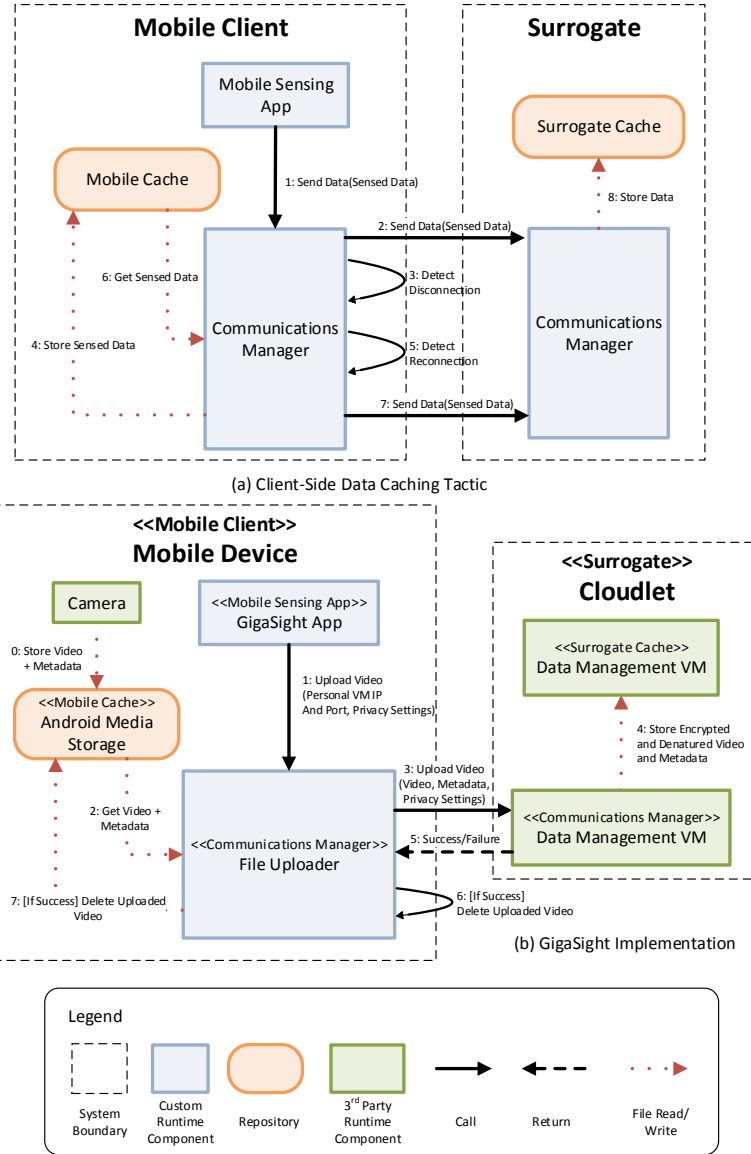 Mobile Client
Surrogate
Mobile Sensing
App
Surrogate Cache
Mobile Cache
1: Send Data(Sensed Data)
8: Store Data
2: Send Data(Sensed Data)
6: Get Sensed Data
3: Detect
Disconnection
Communications
Manager
Communications
Manager
4: Store Sensed Data
5: Detect
Reconnection
7: Send Data(Sensed Data)
(a) Client-Side Data Caching Tactic
<<Mobile Client>>
Mobile Device
<<Surrogate>>
Cloudlet
Camera
<<Mobile Sensing App>>
GigaSight App
0: Store Video
+ Metadata
<<Surrogate Cache>>
Data Management VM
1: Upload Video
(Personal VM IP
And Port, Privacy Settings)
<<Mobile Cache>>
Android Media
Storage
4: Store Encrypted
and Denatured Video
and Metadata
3: Upload Video
(Video, Metadata,
Privacy Settings)
2: Get Video +
Metadata
<<Communications Manager>>
File Uploader
<<Communications Manager>>
Data Management VM
5: Success/Failure
7: [If Success] Delete Uploaded
Video
6: [If Success]
Delete Uploaded Video
(b) GigaSight Implementation
Legend
System
Boundary
Custom
Runtime
Component
Repository
3rd Party
Runtime
Component
Call
Return
File Read/
Write